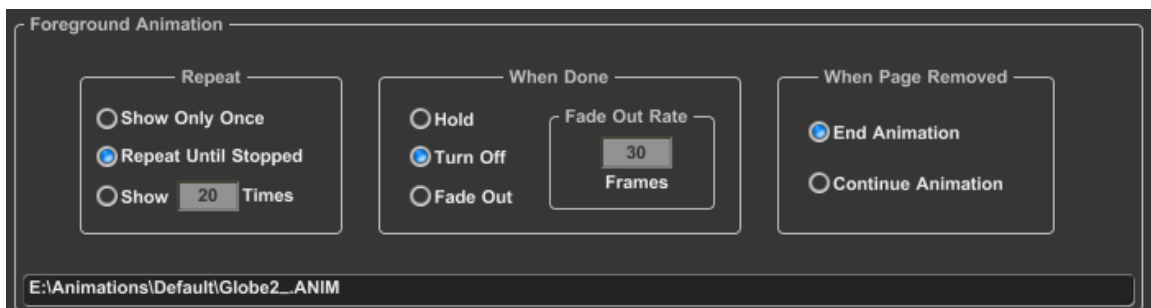 Foreground Animation
Repeat
Show Only Once
Repeat Until Stopped
Show 20 Times
When Done
Hold
Turn Off
Fade Out
Fade Out Rate
30
Frames
When Page Removed
End Animation
Continue Animation
E:\Animations\Default\Globe2_.ANIM